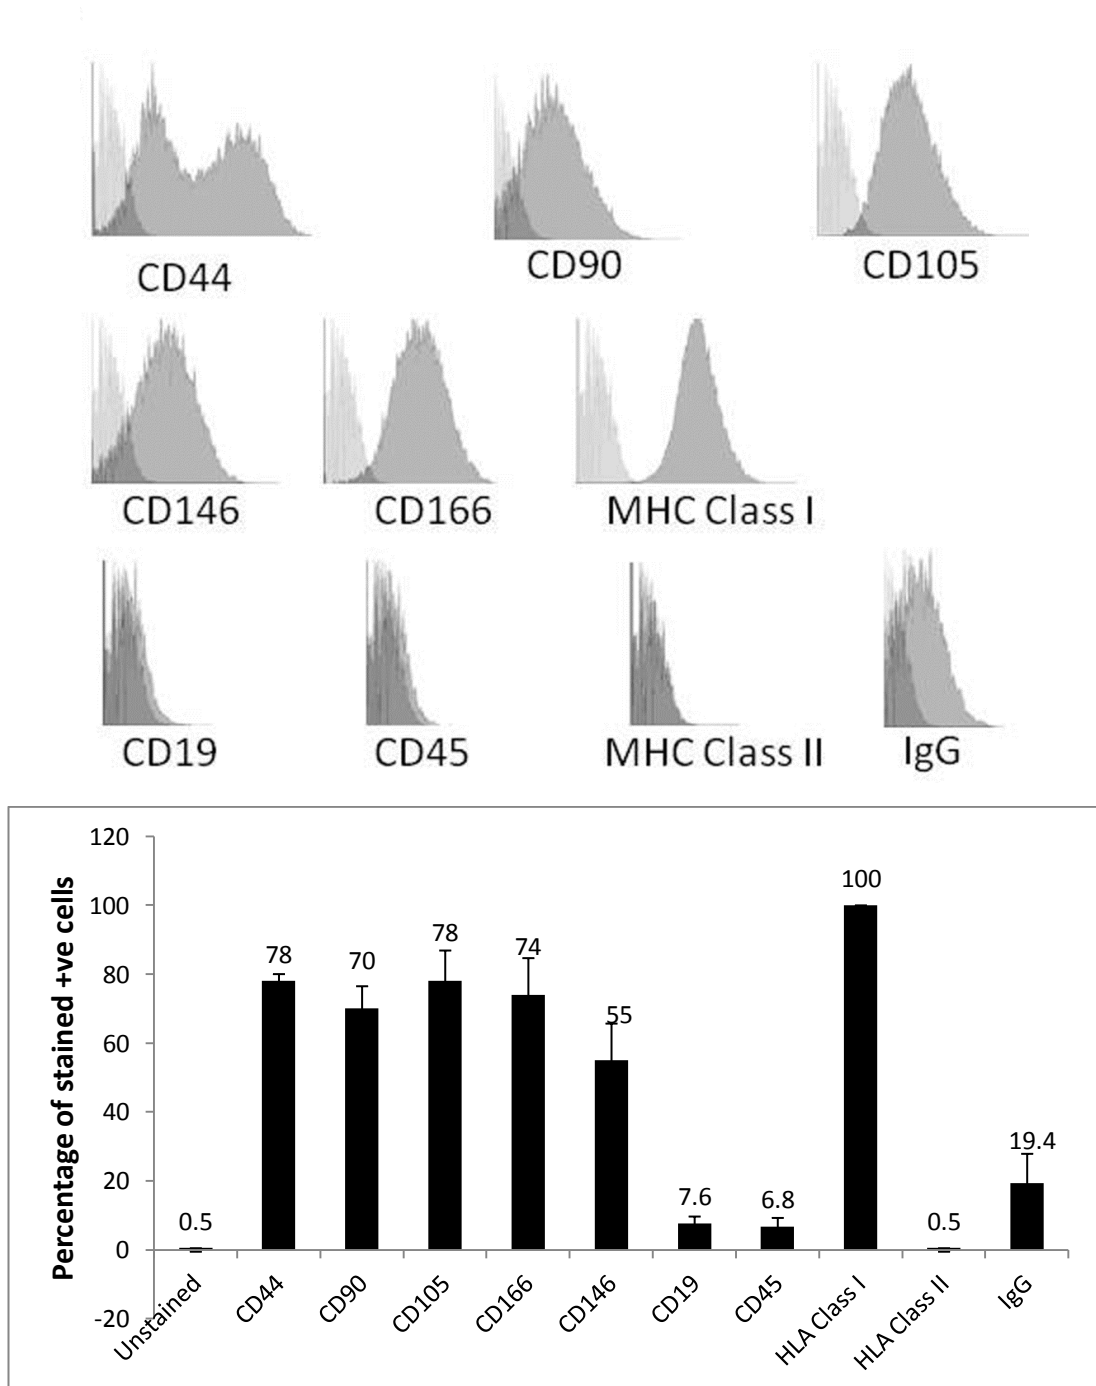 CD44
CD90
CD105
CD146
CD166
MHC Class I
CD19
CD45
MHC Class II
IgG
Percentage of stained +ve cells
120
100
80
60
40
20
0
-20
0.5
78
70
78
74
55
7.6
6.8
100
0.5
19.4
Unstained
CD44
CD90
CD105
CD166
CD146
CD19
CD45
HLA Class I
HLA Class II
IgG